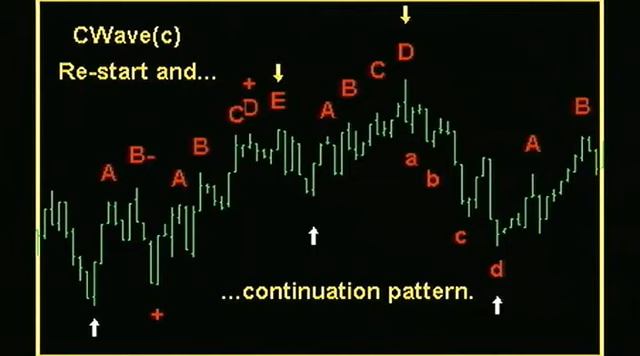 CWave(c)
Re-start and...
D
C
B
A
+
D
E
C
B
B-
A
A
B
A
a
b
c
d
+
...continuation pattern.